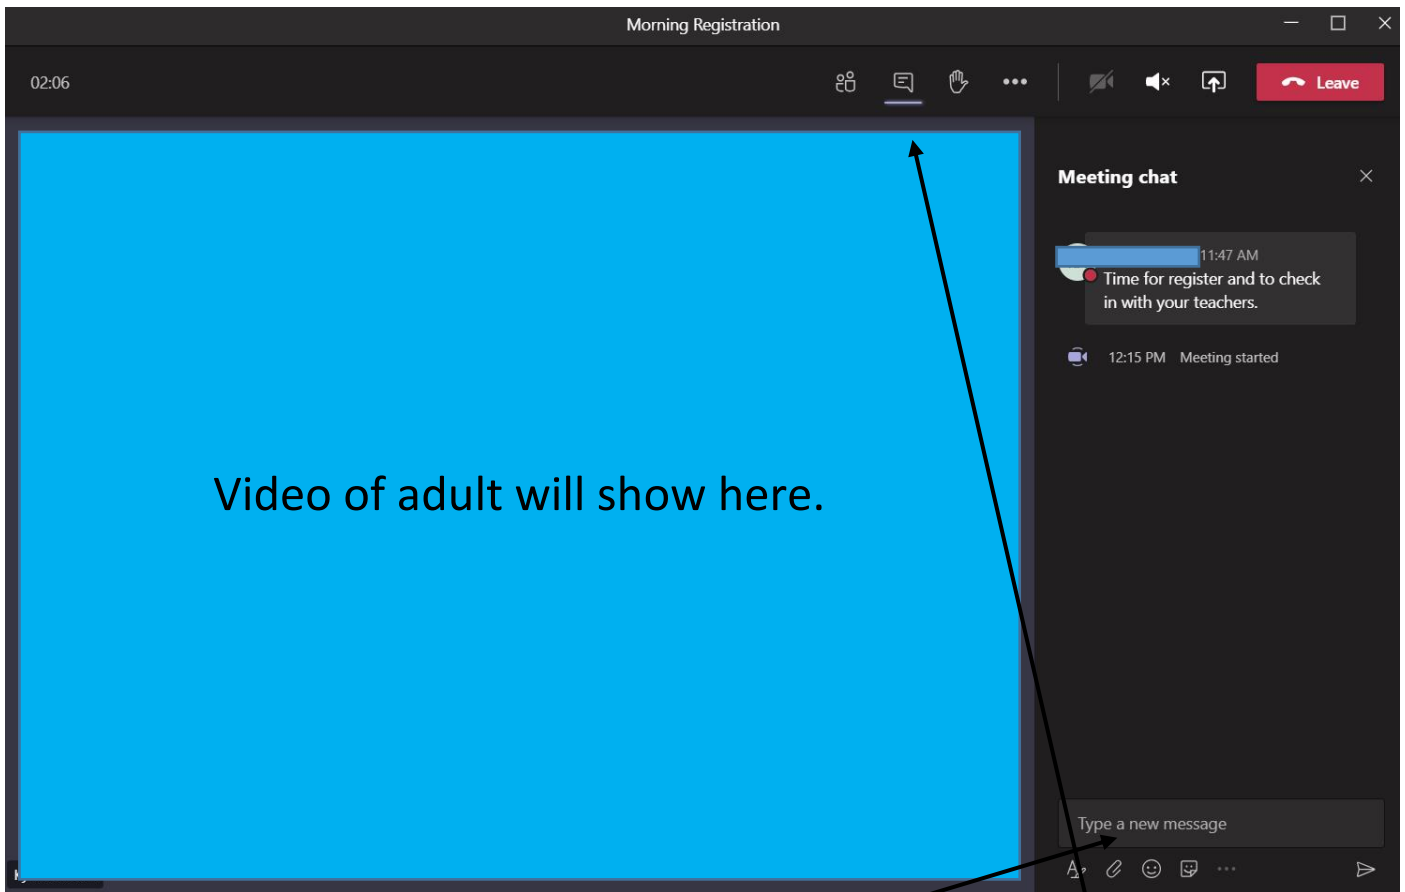 Morning Registration
02:06
Leave
Meeting chat
11:47 AM
Time for register and to check
in with your teachers.
12:15 PM Meeting started
Video of adult will show here.
Type a new message